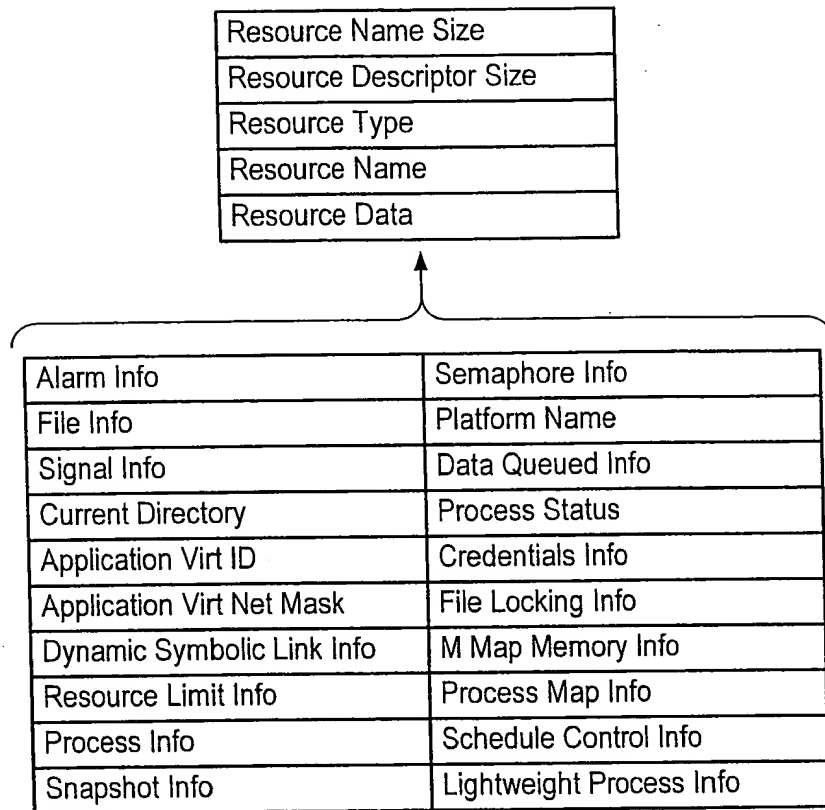 Resource Name Size
Resource Descriptor Size
Resource Type
Resource Name
Resource Data
Alarm Info Semaphore Info
File Info Platform Name
Signal Info Data Queued Info
Current Directory Process Status
Application Virt ID Credentials Info
Application Virt Net Mask File Locking Info
Dynamic Symbolic Link Info M Map Memory Info
Resource Limit Info Process Map Info
Process Info Schedule Control Info
Snapshot Info Lightweight Process Info